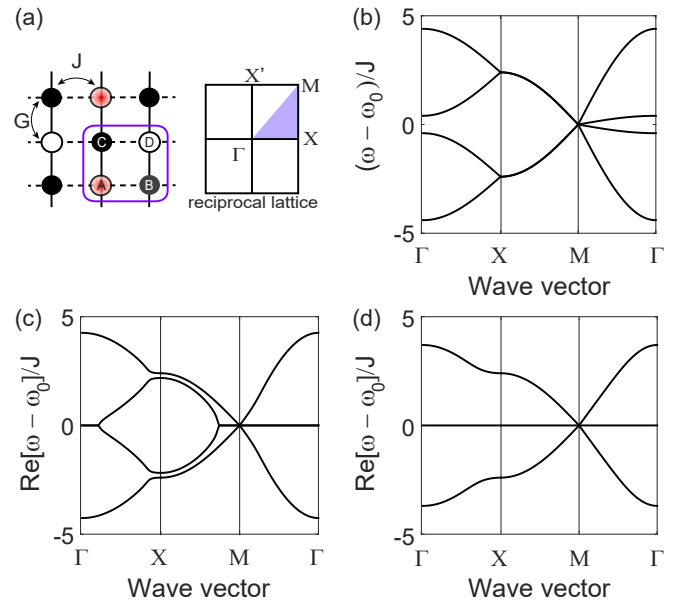 (a)
J
G
C
D
A
B
X'
M
Γ
X
reciprocal lattice
(b)
(ω − ω0)/J
5
0
-5
Γ X M Γ
Wave vector
(c)
Re[ω − ω0]/J
5
0
-5
Γ X M Γ
Wave vector
(d)
Re[ω − ω0]/J
5
0
-5
Γ X M Γ
Wave vector